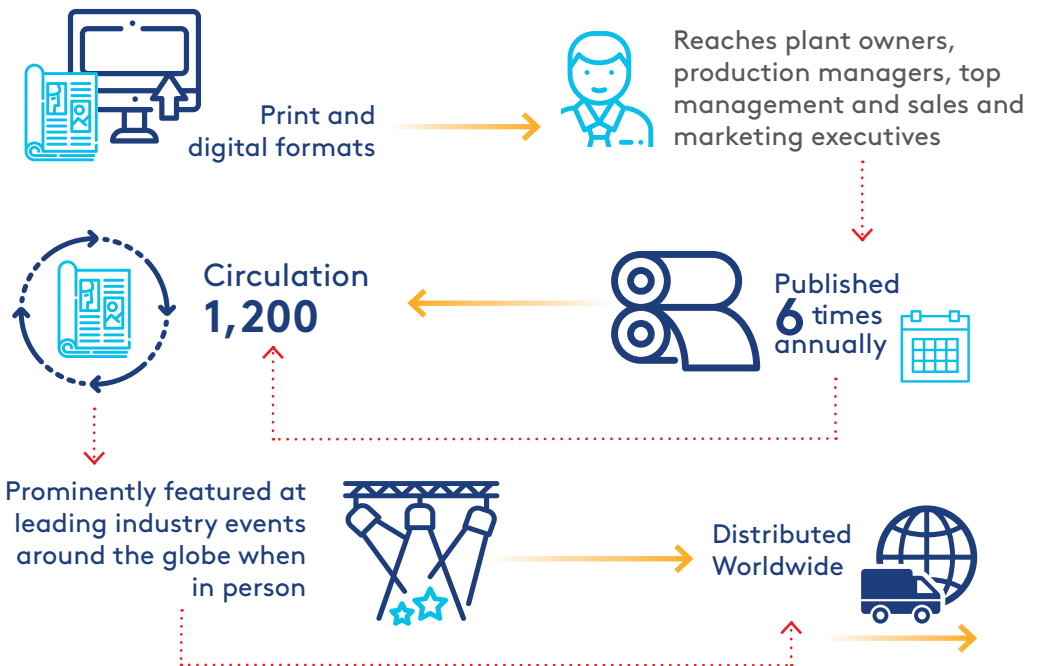 Print and
digital formats
Reaches plant owners,
production managers, top
management and sales and
marketing executives
Published
6 times
annually
Circulation
1,200
Prominently featured at
leading industry events
around the globe when
in person
Distributed
Worldwide